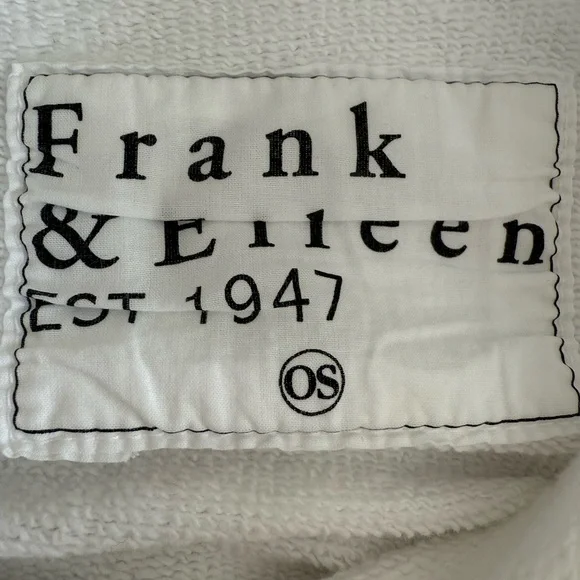 Frank
& Eileen
EST 1947
OS